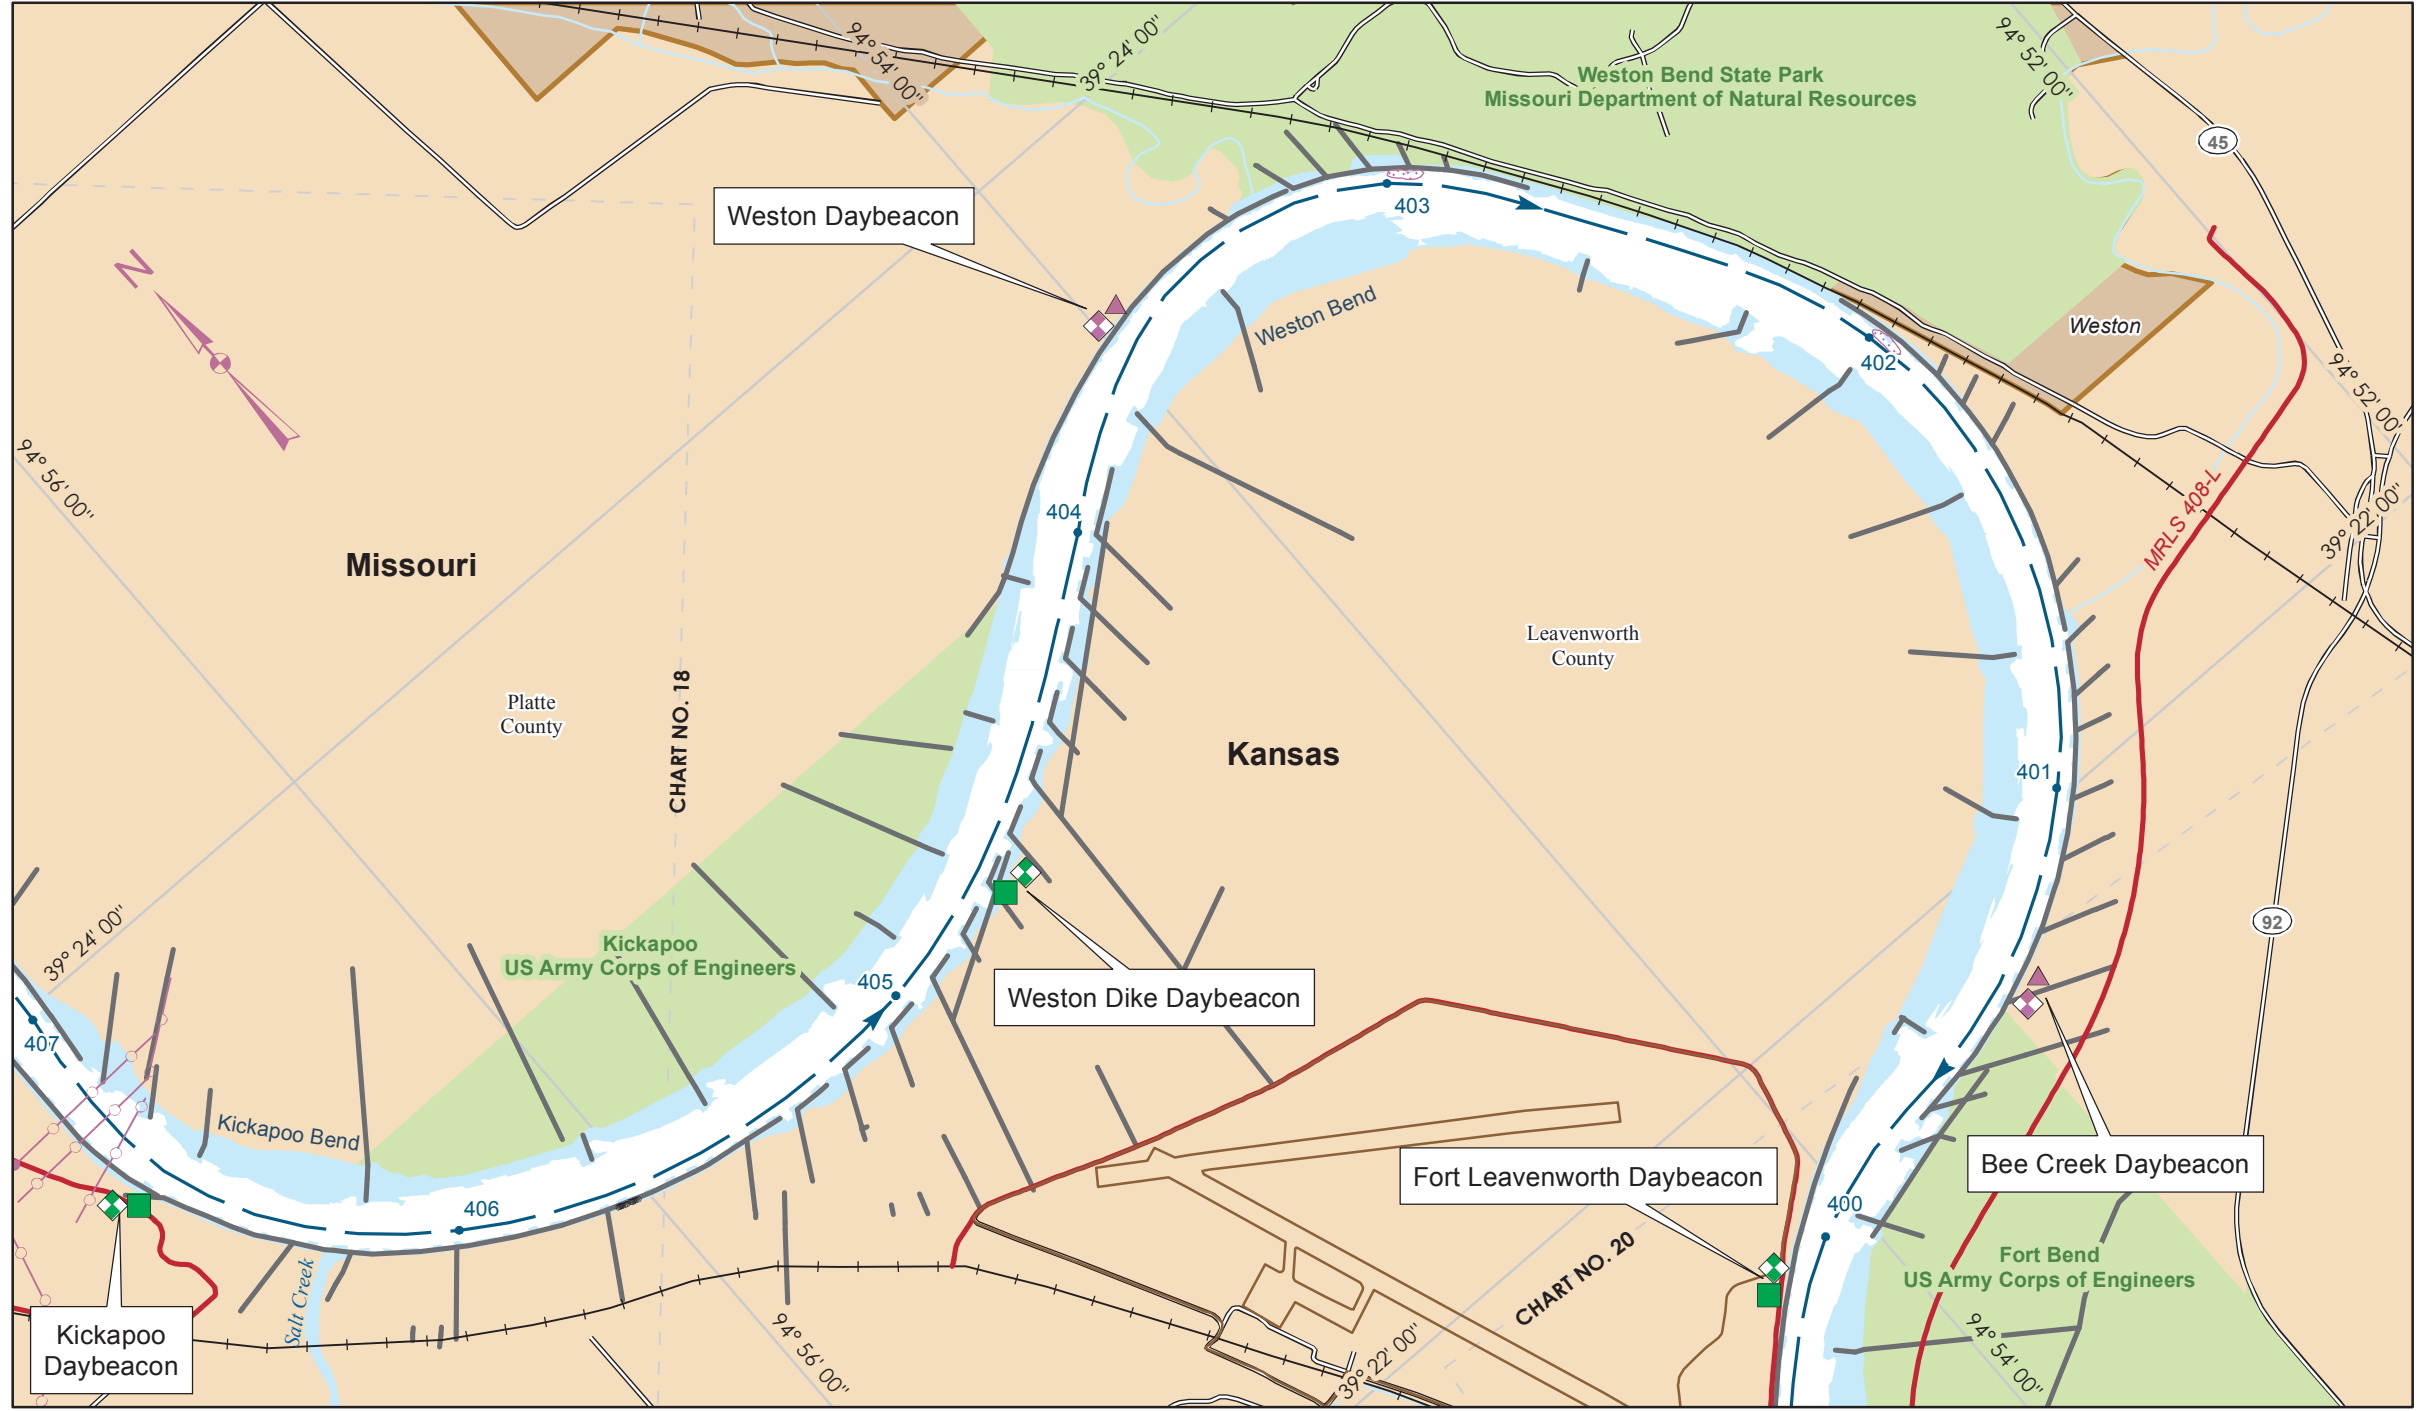 94° 54' 00"
39° 24' 00"
94° 52' 00"
Weston Bend State Park
Missouri Department of Natural Resources
45
Weston Daybeacon
403
N
Weston Bend
Weston
402
94° 52' 00"
94° 56' 00"
404
MRLS 408-L
39° 22' 00"
Missouri
Leavenworth
County
Platte
County
CHART NO. 18
Kansas
401
92
39° 24' 00"
Kickapoo
US Army Corps of Engineers
405
Weston Dike Daybeacon
407
Kickapoo Bend
Fort Leavenworth Daybeacon
Bee Creek Daybeacon
406
400
Fort Bend
US Army Corps of Engineers
Salt Creek
CHART NO. 20
Kickapoo
Daybeacon
94° 56' 00"
39° 22' 00"
94° 54' 00"